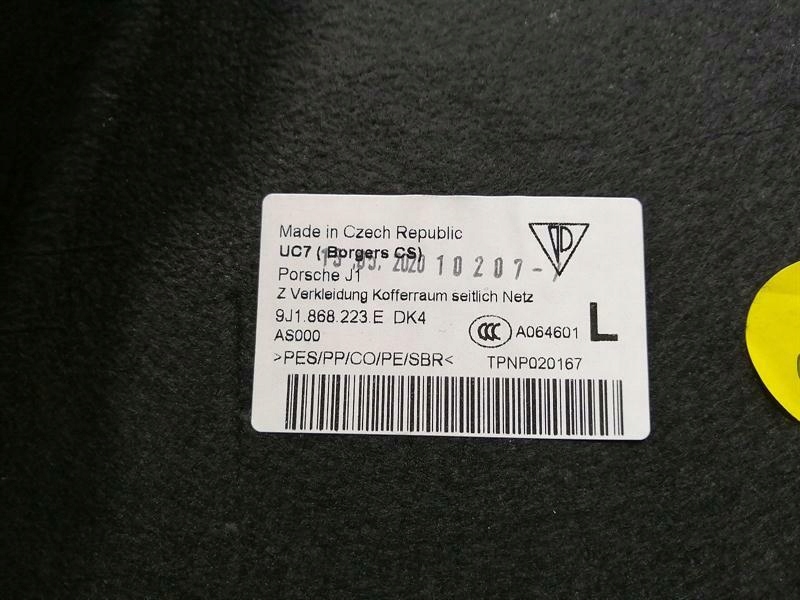 Made in Czech Republic
UC7 ( Borgers CS)
2020 10207-
Porsche J1
Z Verkleidung Kofferraum seitlich Netz
9J1.868.223.E DK4
AS000
CCC A064601 L
>PES/PP/CO/PE/SBR< TPNP020167